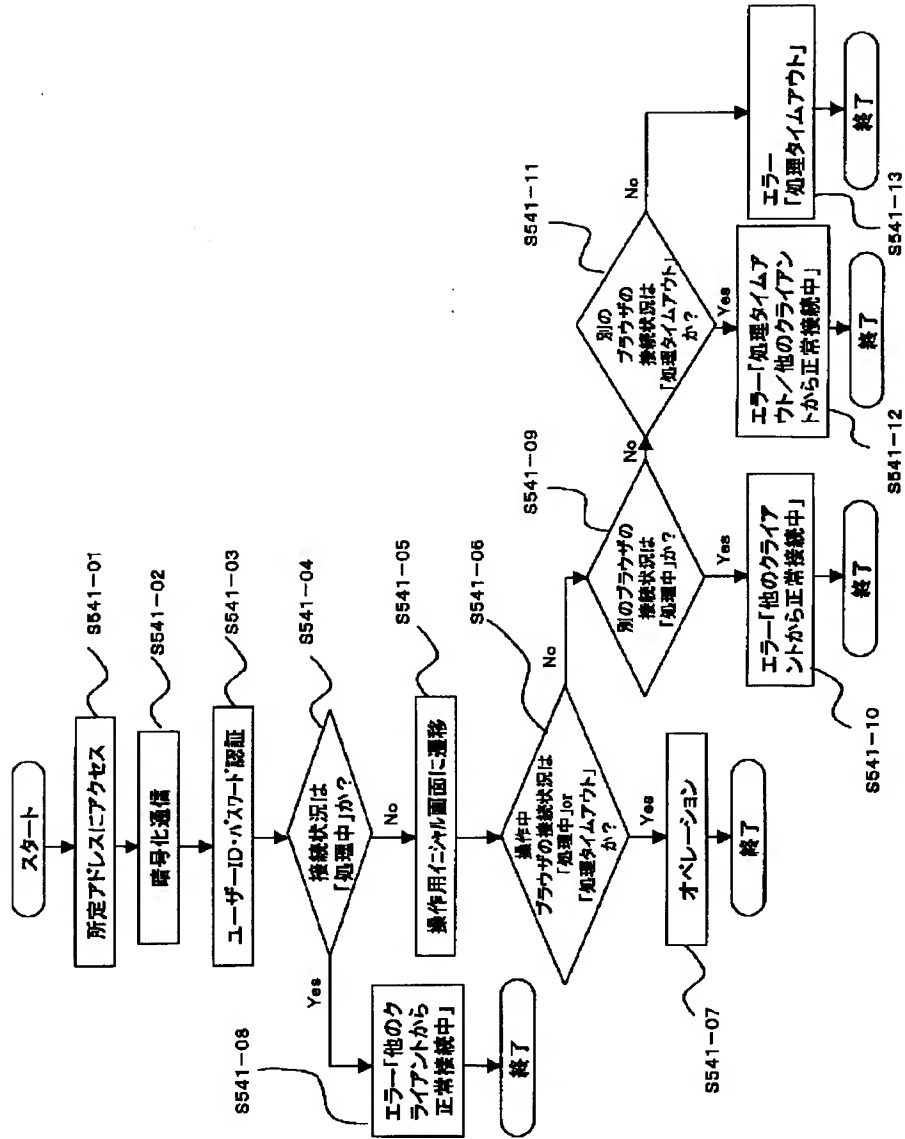 スタート
所定アドレスにアクセス
S541-01
暗号化通信
S541-02
ユーザーID・パスワード認証
S541-03
接続状況は
「処理中」か?
S541-04
Yes
No
エラー「他のク
ライアントから
正常接続中」
S541-08
終了
操作用イニシャル画面に遷移
S541-05
操作中
ブラウザの接続状況は
「処理中」or
「処理タイムアウト」
か?
S541-06
Yes
No
オペレーション
S541-07
終了
別のブラウザの
接続状況は
「処理中」か?
S541-09
Yes
No
エラー「他のクライア
ントから正常接続中」
S541-10
終了
別の
ブラウザの
接続状況は
「処理タイムアウト」
か?
S541-11
Yes
No
エラー「処理タイムア
ウト/他のクライアン
トから正常接続中」
S541-12
終了
エラー
「処理タイムアウト」
S541-13
終了